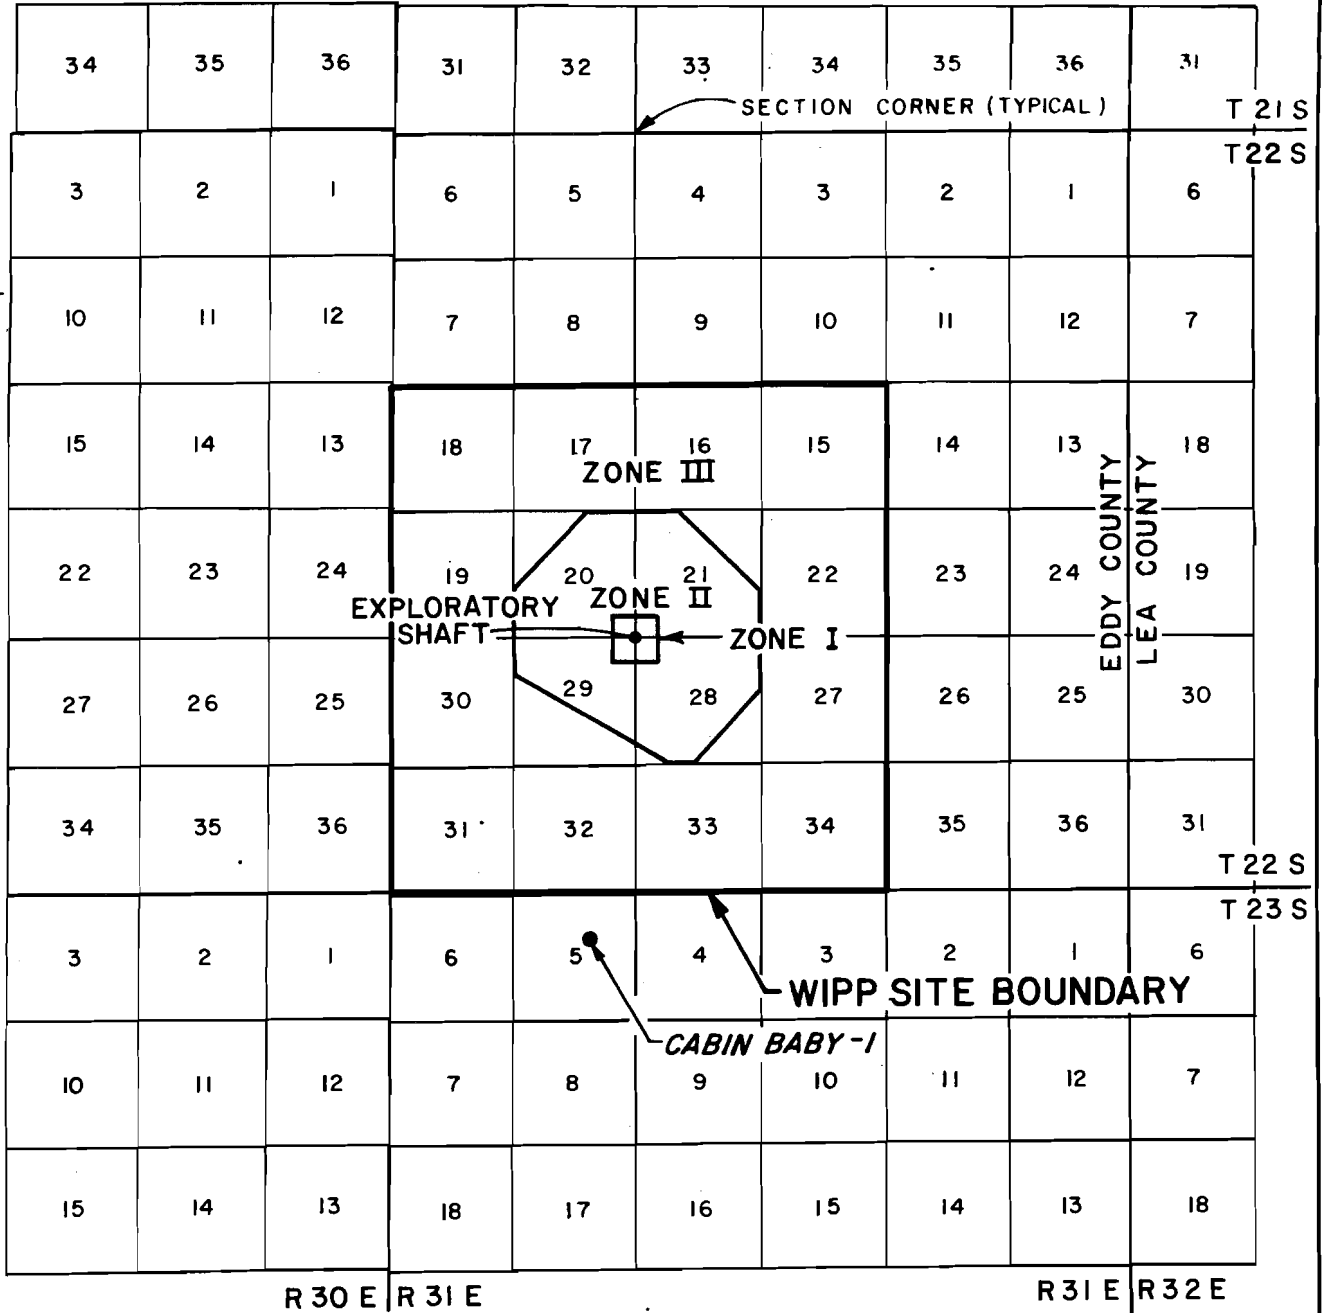 34 35 36 31 32 33 34 35 36 31
SECTION CORNER (TYPICAL)
T 21 S
T 22 S
3 2 1 6 5 4 3 2 1 6
10 11 12 7 8 9 10 11 12 7
15 14 13 18 17 16 15 14 13 18
ZONE III
EDDY COUNTY
LEA COUNTY
22 23 24 19 20 21 22 23 24 19
ZONE II
EXPLORATORY
SHAFT
ZONE I
27 26 25 30 29 28 27 26 25 30
34 35 36 31 32 33 34 35 36 31
T 22 S
T 23 S
3 2 1 6 5 4 3 2 1 6
WIPP SITE BOUNDARY
CABIN BABY-1
10 11 12 7 8 9 10 11 12 7
15 14 13 18 17 16 15 14 13 18
R 30 E R 31 E R 31 E R 32 E